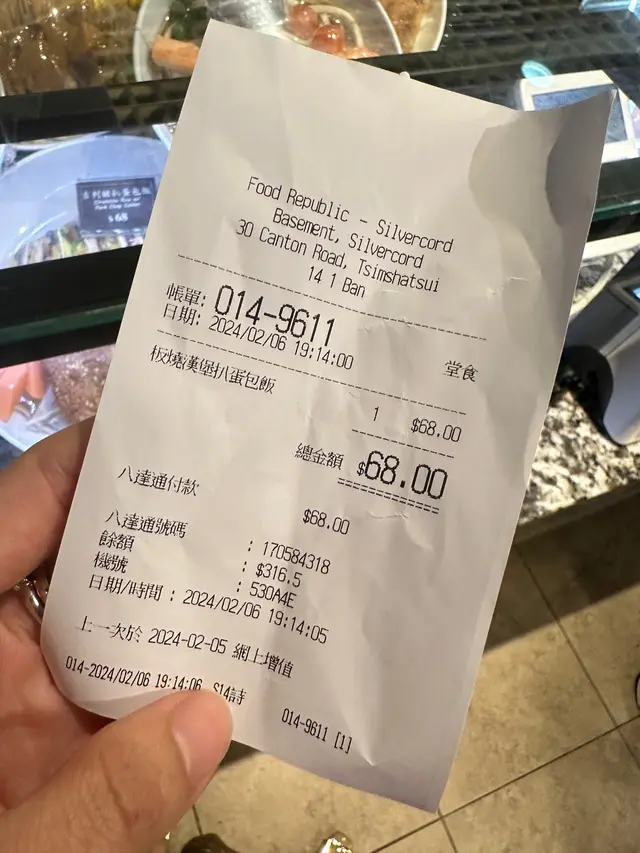 Food Republic - Silvercord
Basement, Silvercord
30 Canton Road, Tsimshatsui
14 1 Ban
帳單: 014-9611
日期: 2024/02/06 19:14:00 堂食
板燒漢堡扒蛋包飯
1 $68.00
總金額 $68.00
八達通付款 $68.00
八達通號碼 : 170584318
餘額 : $316.5
機號 : 530A4E
日期/時間 : 2024/02/06 19:14:05
上一次於 2024-02-05 網上增值
014-2024/02/06 19:14:06 S14詩
014-9611 [1]
$68